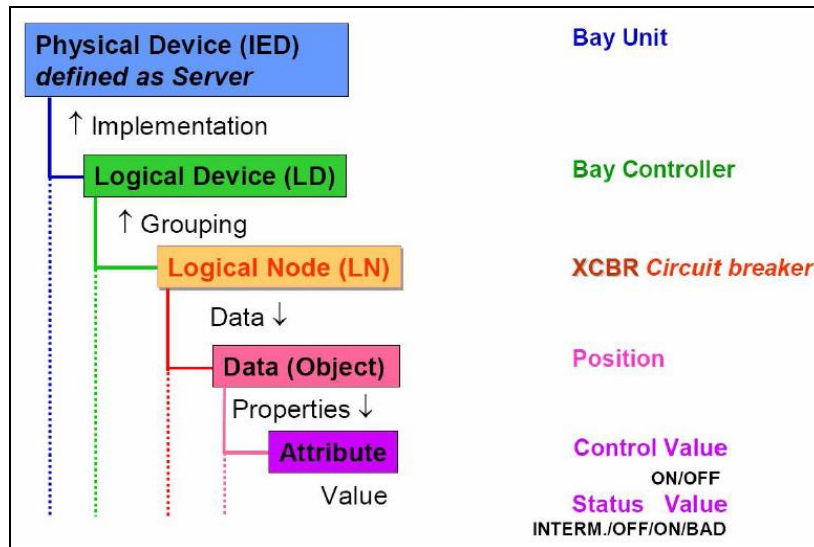 Physical Device (IED)
defined as Server
Bay Unit
↑ Implementation
Logical Device (LD)
Bay Controller
↑ Grouping
Logical Node (LN)
XCBR Circuit breaker
Data ↓
Data (Object)
Position
Properties ↓
Attribute
Control Value
ON/OFF
Value
Status Value
INTERM./OFF/ON/BAD